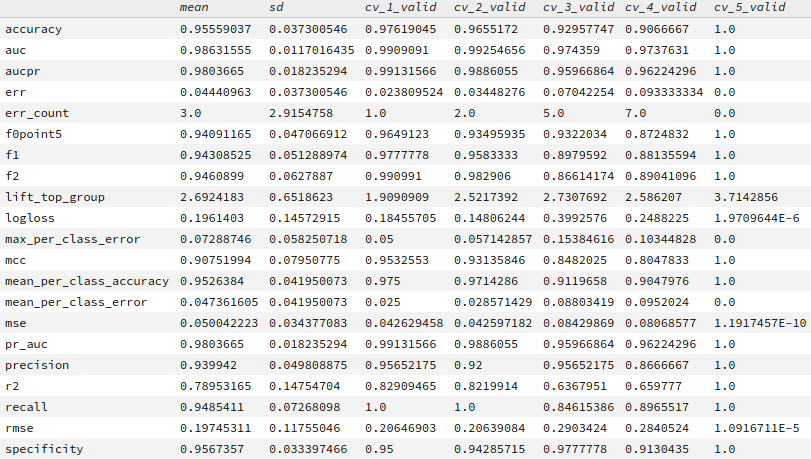 mean sd cv_1_valid cv_2_valid cv_3_valid cv_4_valid cv_5_valid
accuracy 0.95559037 0.037300546 0.97619045 0.9655172 0.92957747 0.9066667 1.0
auc 0.98631555 0.0117016435 0.9909091 0.99254656 0.974359 0.9737631 1.0
aucpr 0.9803665 0.018235294 0.99131566 0.9886055 0.95966864 0.96224296 1.0
err 0.04440963 0.037300546 0.023809524 0.03448276 0.07042254 0.093333334 0.0
err_count 3.0 2.9154758 1.0 2.0 5.0 7.0 0.0
f0point5 0.94091165 0.047066912 0.9649123 0.93495935 0.9322034 0.8724832 1.0
f1 0.94308525 0.051288974 0.9777778 0.9583333 0.8979592 0.88135594 1.0
f2 0.9460899 0.0627887 0.990991 0.982906 0.86614174 0.89041096 1.0
lift_top_group 2.6924183 0.6518623 1.9090909 2.5217392 2.7307692 2.586207 3.7142856
logloss 0.1961403 0.14572915 0.18455705 0.14806244 0.3992576 0.2488225 1.9709644E-6
max_per_class_error 0.07288746 0.058250718 0.05 0.057142857 0.15384616 0.10344828 0.0
mcc 0.90751994 0.07950775 0.9532553 0.93135846 0.8482025 0.8047833 1.0
mean_per_class_accuracy 0.9526384 0.041950073 0.975 0.9714286 0.9119658 0.9047976 1.0
mean_per_class_error 0.047361605 0.041950073 0.025 0.028571429 0.08803419 0.0952024 0.0
mse 0.050042223 0.034377083 0.042629458 0.042597182 0.08429869 0.08068577 1.1917457E-10
pr_auc 0.9803665 0.018235294 0.99131566 0.9886055 0.95966864 0.96224296 1.0
precision 0.939942 0.049808875 0.95652175 0.92 0.95652175 0.8666667 1.0
r2 0.78953165 0.14754704 0.82909465 0.8219914 0.6367951 0.659777 1.0
recall 0.9485411 0.07268098 1.0 1.0 0.84615386 0.8965517 1.0
rmse 0.19745311 0.11755046 0.20646903 0.20639084 0.2903424 0.2840524 1.0916711E-5
specificity 0.9567357 0.033397466 0.95 0.94285715 0.9777778 0.9130435 1.0